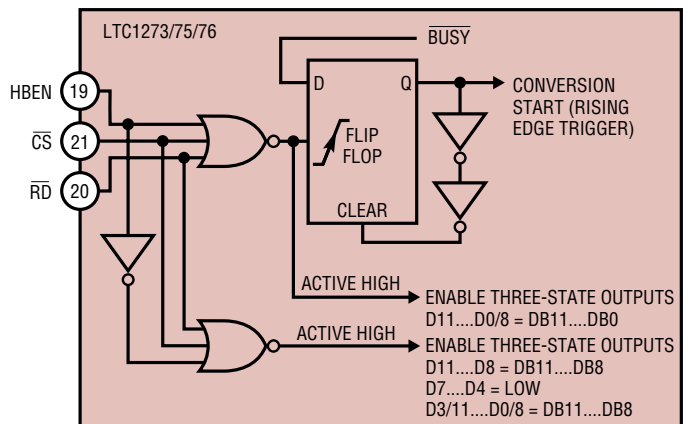 LTC1273/75/76
BUSY
HBEN
19
D
Q
CONVERSION
START (RISING
EDGE TRIGGER)
CS
21
FLIP
FLOP
RD
20
CLEAR
ACTIVE HIGH
ENABLE THREE-STATE OUTPUTS
D11....D0/8 = DB11....DB0
ACTIVE HIGH
ENABLE THREE-STATE OUTPUTS
D11....D8 = DB11....DB8
D7....D4 = LOW
D3/11....D0/8 = DB11....DB8